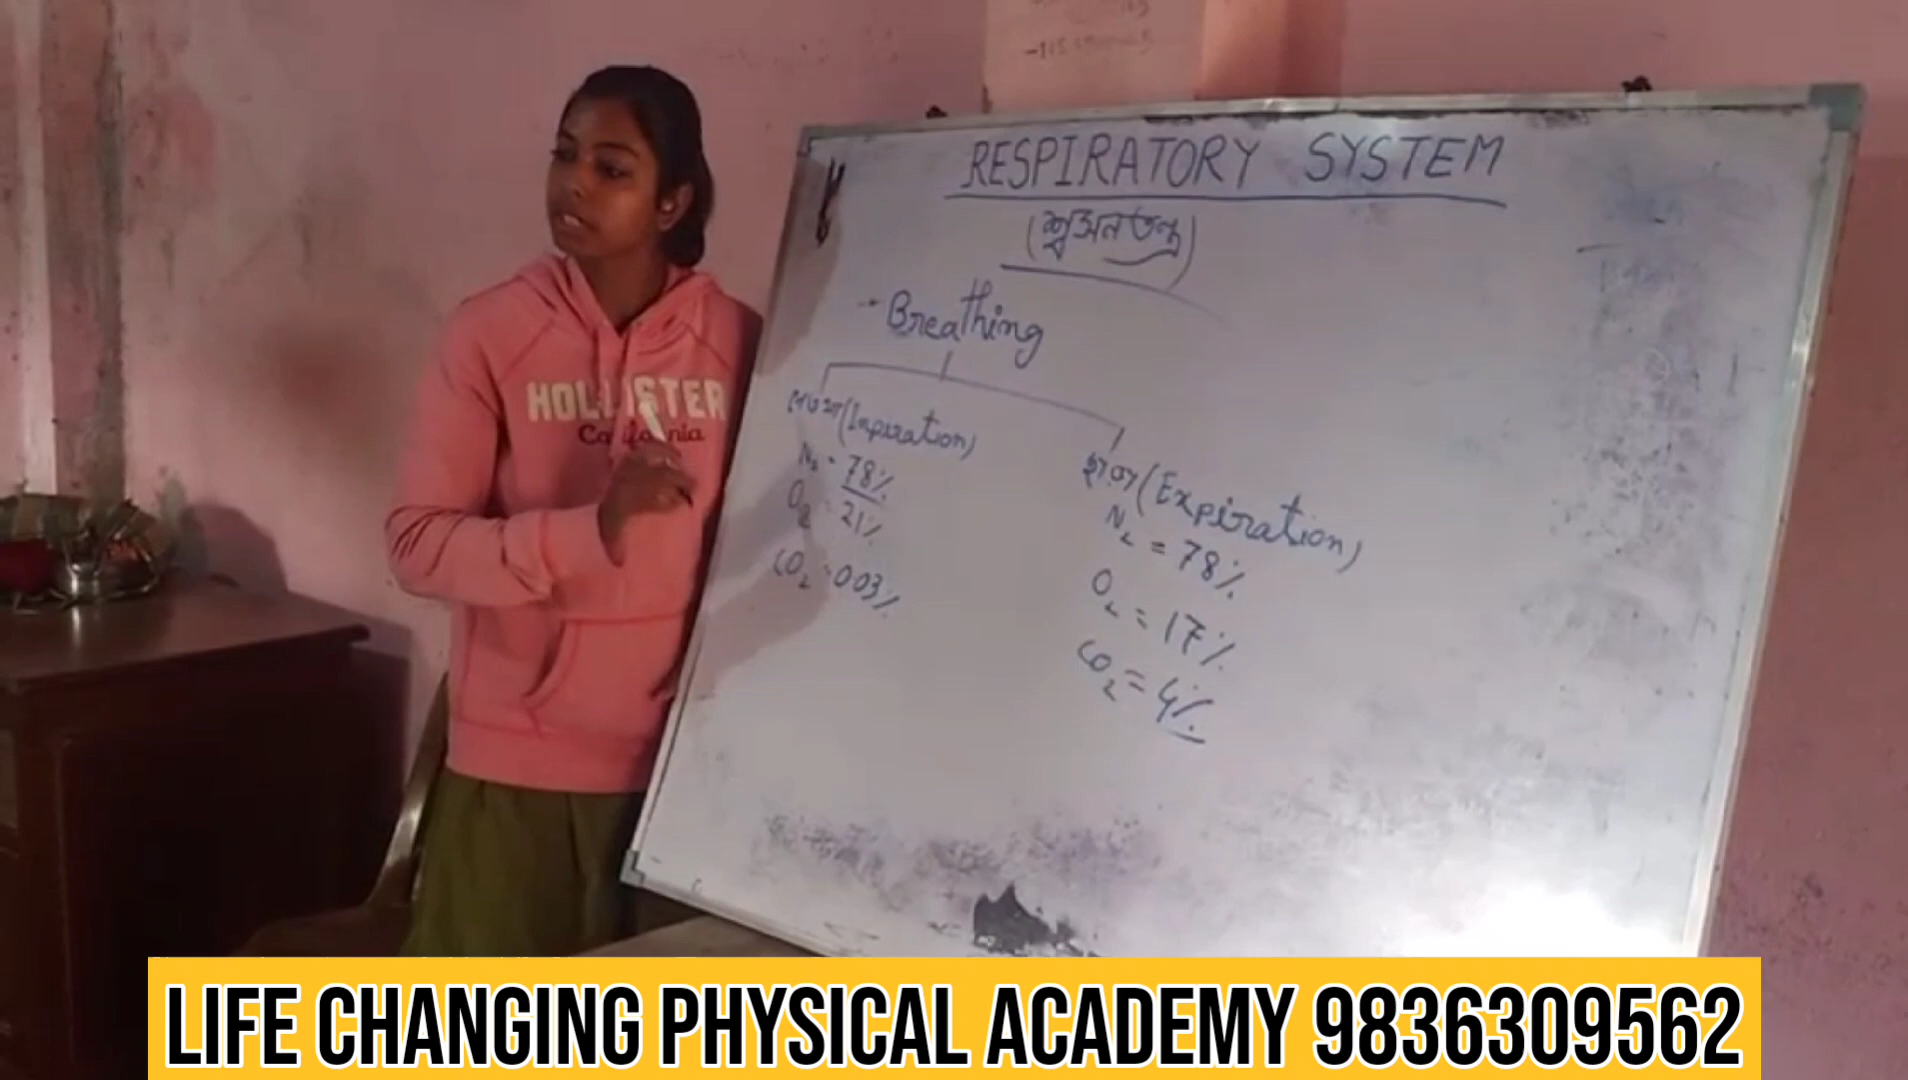 RESPIRATORY SYSTEM
(শ্বসনতন্ত্র)
Breathing
(Inpiration)
N₂ = 78%
O₂ = 21%
CO₂ = 0.03%
(Expiration)
N₂ = 78%
O₂ = 17%
CO₂ = 4%
HOLLISTER
California
LIFE CHANGING PHYSICAL ACADEMY 9836309562